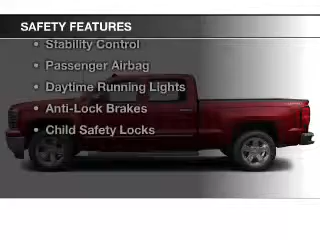 SAFETY FEATURES
• Stability Control
• Passenger Airbag
• Daytime Running Lights
• Anti-Lock Brakes
• Child Safety Locks